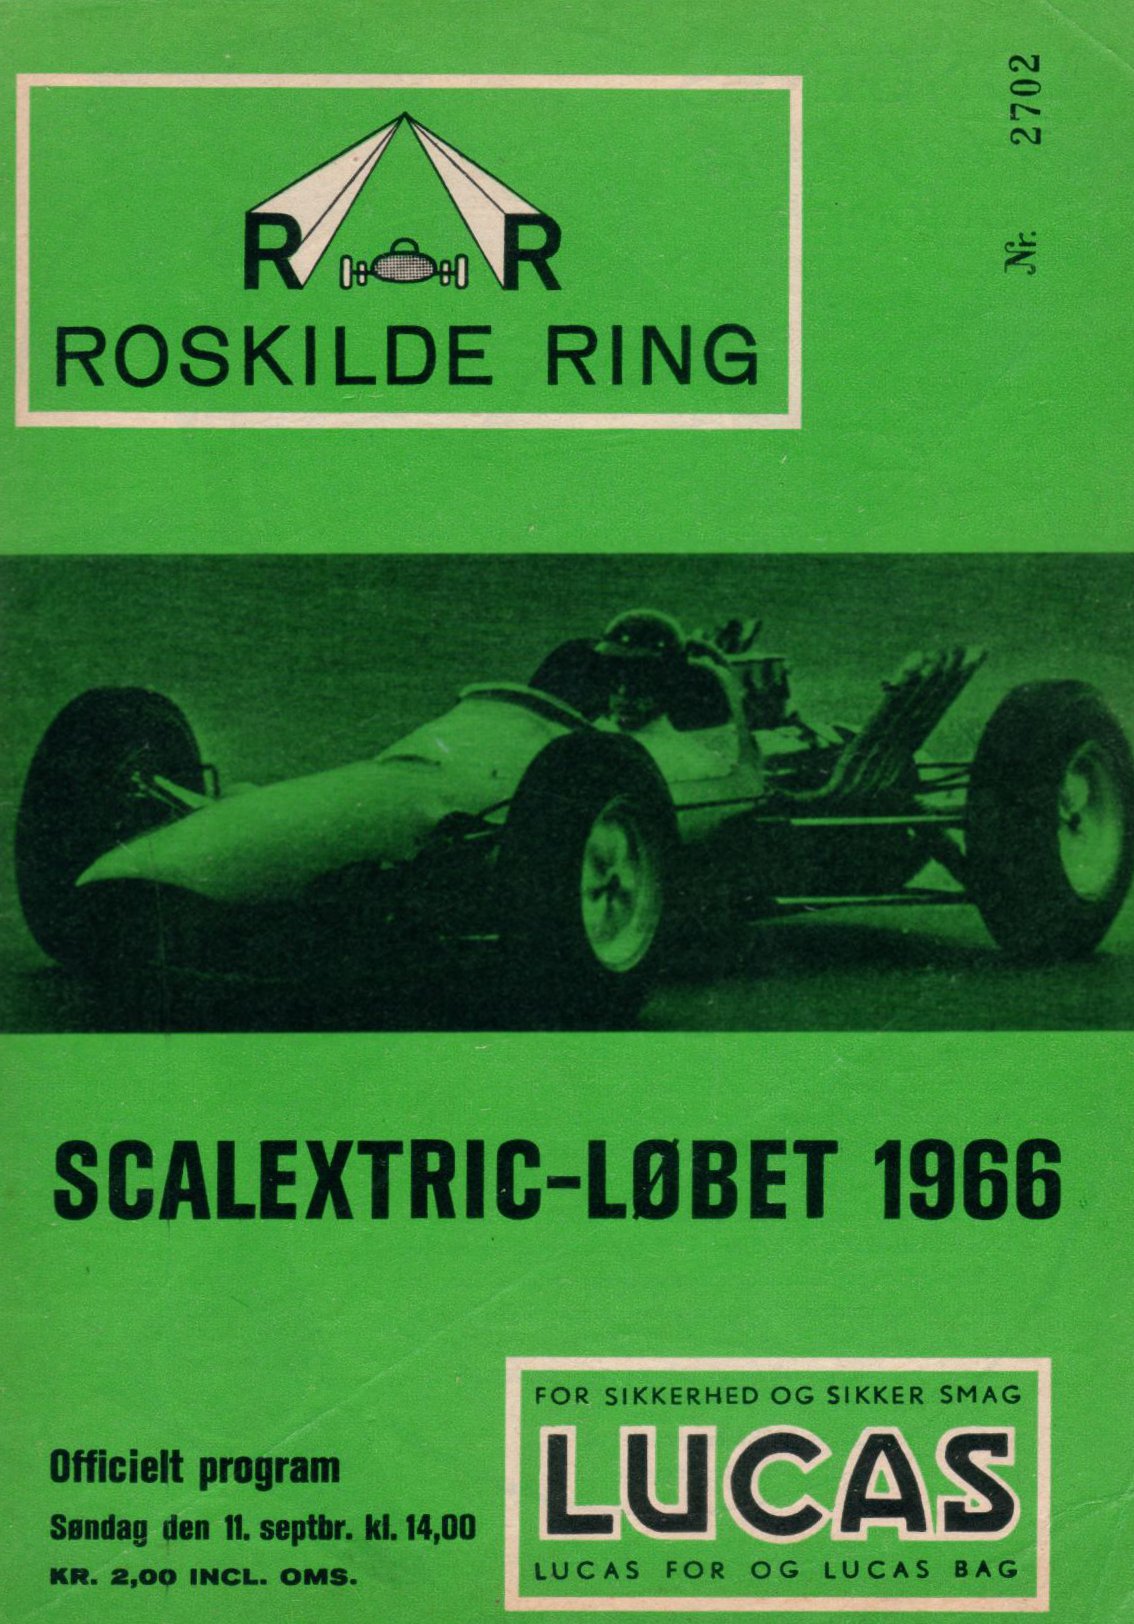 Nr. 2702
R R
ROSKILDE RING
SCALEXTRIC-LØBET 1966
Officielt program
Søndag den 11. septbr. kl. 14,00
KR. 2,00 INCL. OMS.
FOR SIKKERHED OG SIKKER SMAG
LUCAS
LUCAS FOR OG LUCAS BAG